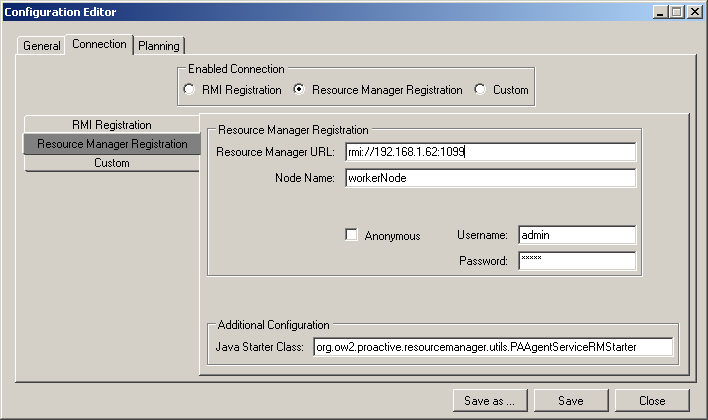 Configuration Editor
General Connection Planning
Enabled Connection
RMI Registration Resource Manager Registration Custom
RMI Registration
Resource Manager Registration
Custom
Resource Manager Registration
Resource Manager URL: rmi://192.168.1.62:1099
Node Name: workerNode
Anonymous Username: admin
Password: *****
Additional Configuration
Java Starter Class: org.ow2.proactive.resourcemanager.utils.PAAgentServiceRMStarter
Save as ... Save Close